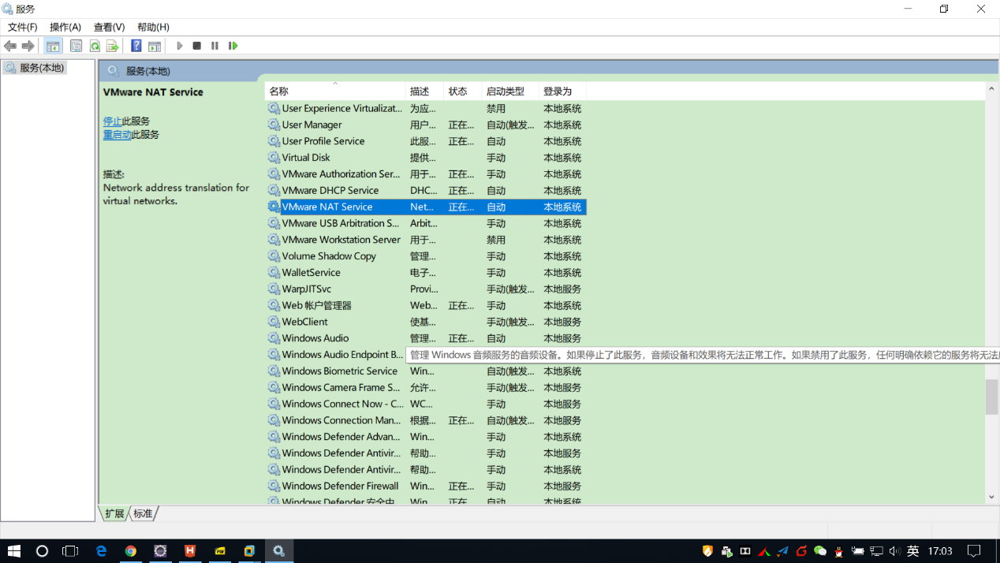 服务
文件(F) 操作(A) 查看(V) 帮助(H)
服务(本地)
服务(本地)
VMware NAT Service
停止此服务
重启动此服务
描述:
Network address translation for
virtual networks.
名称 描述 状态 启动类型 登录为
User Experience Virtualizat... 为应... 禁用 本地系统
User Manager 用户... 正在... 自动(触发... 本地系统
User Profile Service 此服... 正在... 自动 本地系统
Virtual Disk 提供... 手动 本地系统
VMware Authorization Ser... 用于... 正在... 自动 本地系统
VMware DHCP Service DHC... 正在... 自动 本地系统
VMware NAT Service Net... 正在... 自动 本地系统
VMware USB Arbitration S... Arbit... 手动 本地系统
VMware Workstation Server 用于... 禁用 本地系统
Volume Shadow Copy 管理... 手动 本地系统
WalletService 电子... 手动 本地系统
WarpJITSvc Provi... 手动(触发... 本地服务
Web 帐户管理器 Web... 正在... 手动 本地系统
WebClient 使基... 手动(触发... 本地服务
Windows Audio 管理... 正在... 自动 本地服务
Windows Audio Endpoint B... 管理 Windows 音频服务的音频设备。如果停止了此服务，音频设备和效果将无法正常工作。如果禁用了此服务，任何明确依赖它的服务将无法
Windows Biometric Service Win... 自动(触发... 本地系统
Windows Camera Frame S... 允许... 手动(触发... 本地服务
Windows Connect Now - C... WC... 手动 本地服务
Windows Connection Man... 根据... 正在... 自动(触发... 本地服务
Windows Defender Advan... Win... 手动 本地系统
Windows Defender Antivir... 帮助... 手动 本地服务
Windows Defender Antivir... 帮助... 手动 本地系统
Windows Defender Firewall Win... 正在... 手动 本地服务
Windows Defender 安全中... Win... 正在... 自动 本地系统
扩展 标准
英 17:03